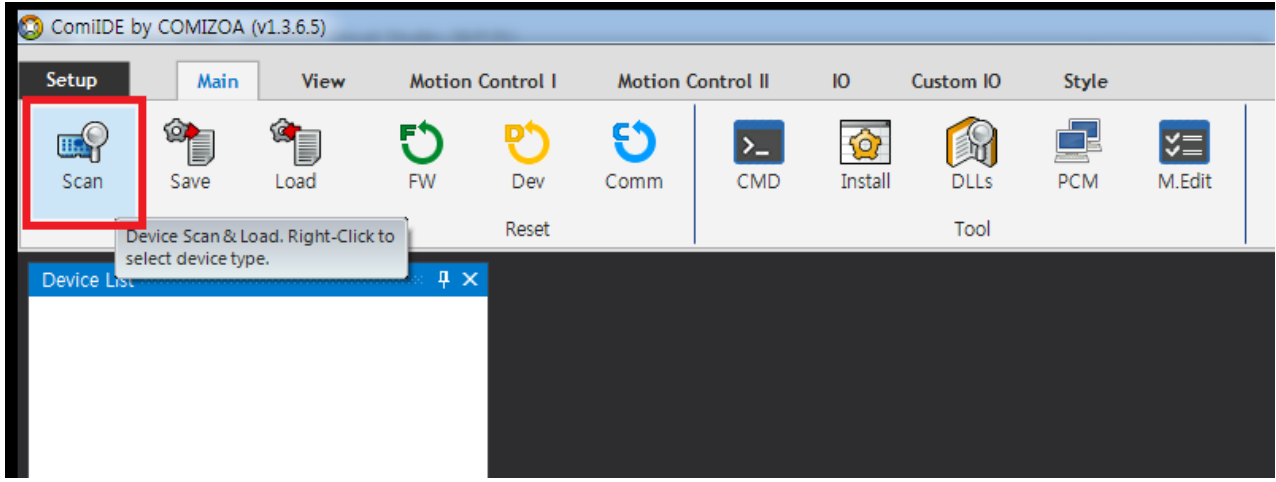 ComiIDE by COMIZOA (v1.3.6.5)
Setup Main View Motion Control I Motion Control II IO Custom IO Style
Scan Save Load FW Dev Comm CMD Install DLLs PCM M.Edit
Reset Tool
Device Scan & Load. Right-Click to
select device type.
Device List